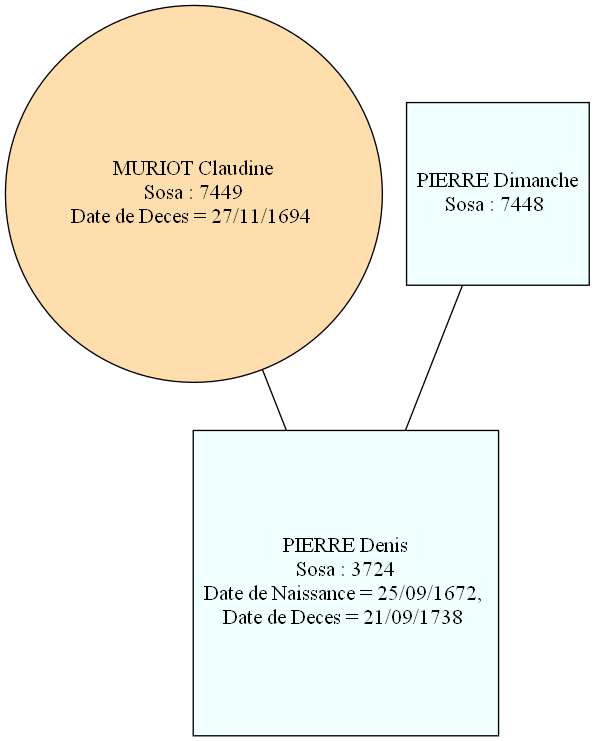 MURIOT Claudine
Sosa : 7449
Date de Deces = 27/11/1694
PIERRE Dimanche
Sosa : 7448
PIERRE Denis
Sosa : 3724
Date de Naissance = 25/09/1672,
Date de Deces = 21/09/1738